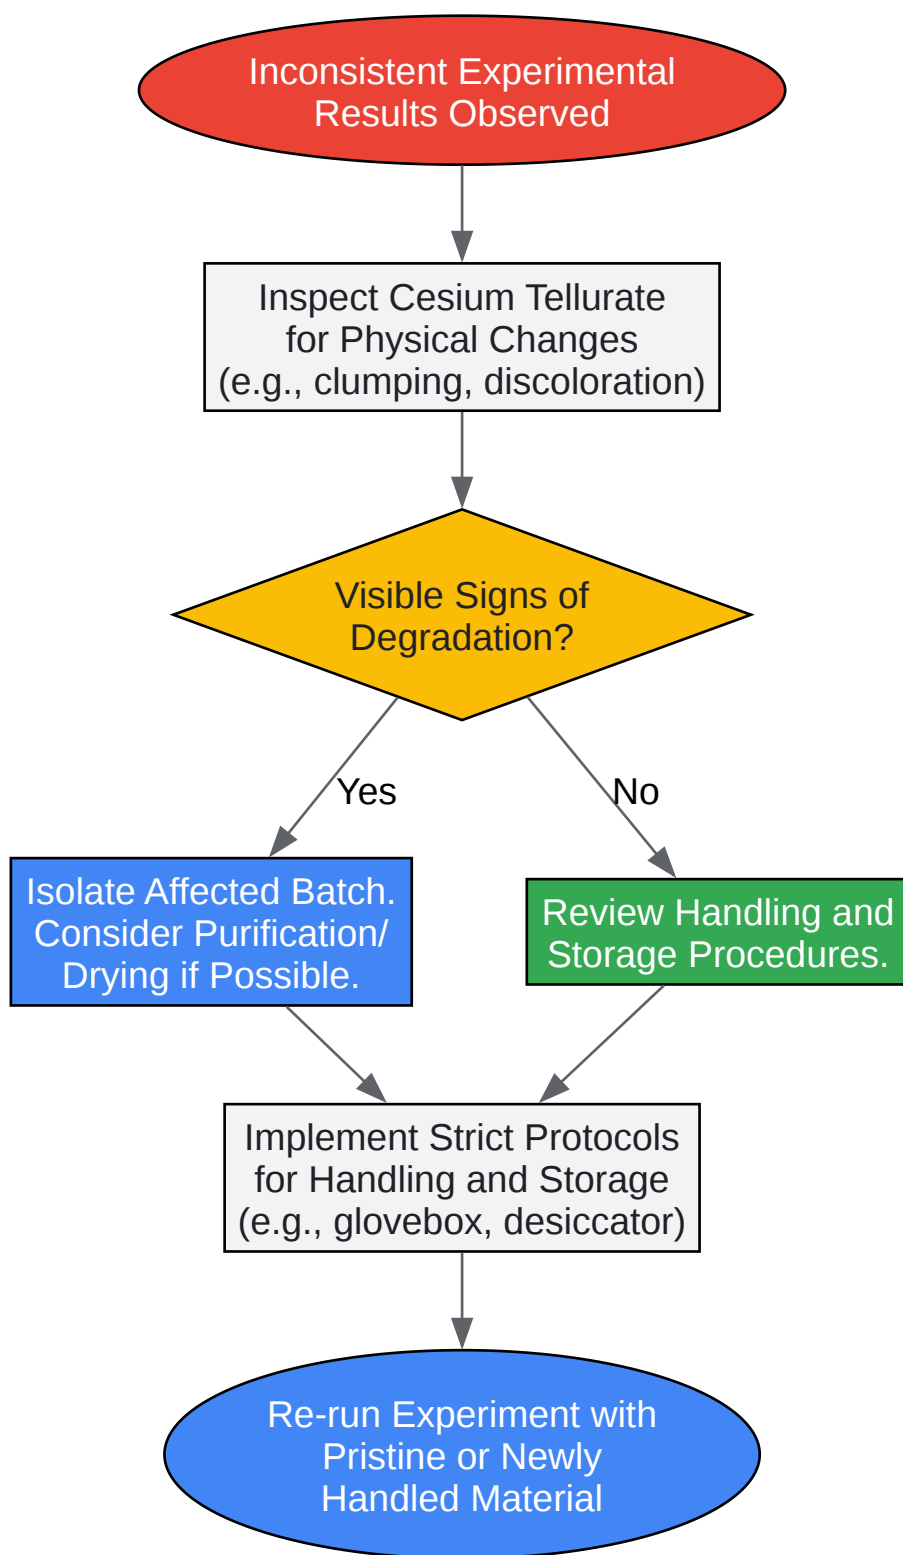 Inconsistent Experimental
Results Observed
Inspect Cesium Tellurate
for Physical Changes
(e.g., clumping, discoloration)
Visible Signs of
Degradation?
Yes
No
Isolate Affected Batch.
Consider Purification/
Drying if Possible.
Review Handling and
Storage Procedures.
Implement Strict Protocols
for Handling and Storage
(e.g., glovebox, desiccator)
Re-run Experiment with
Pristine or Newly
Handled Material